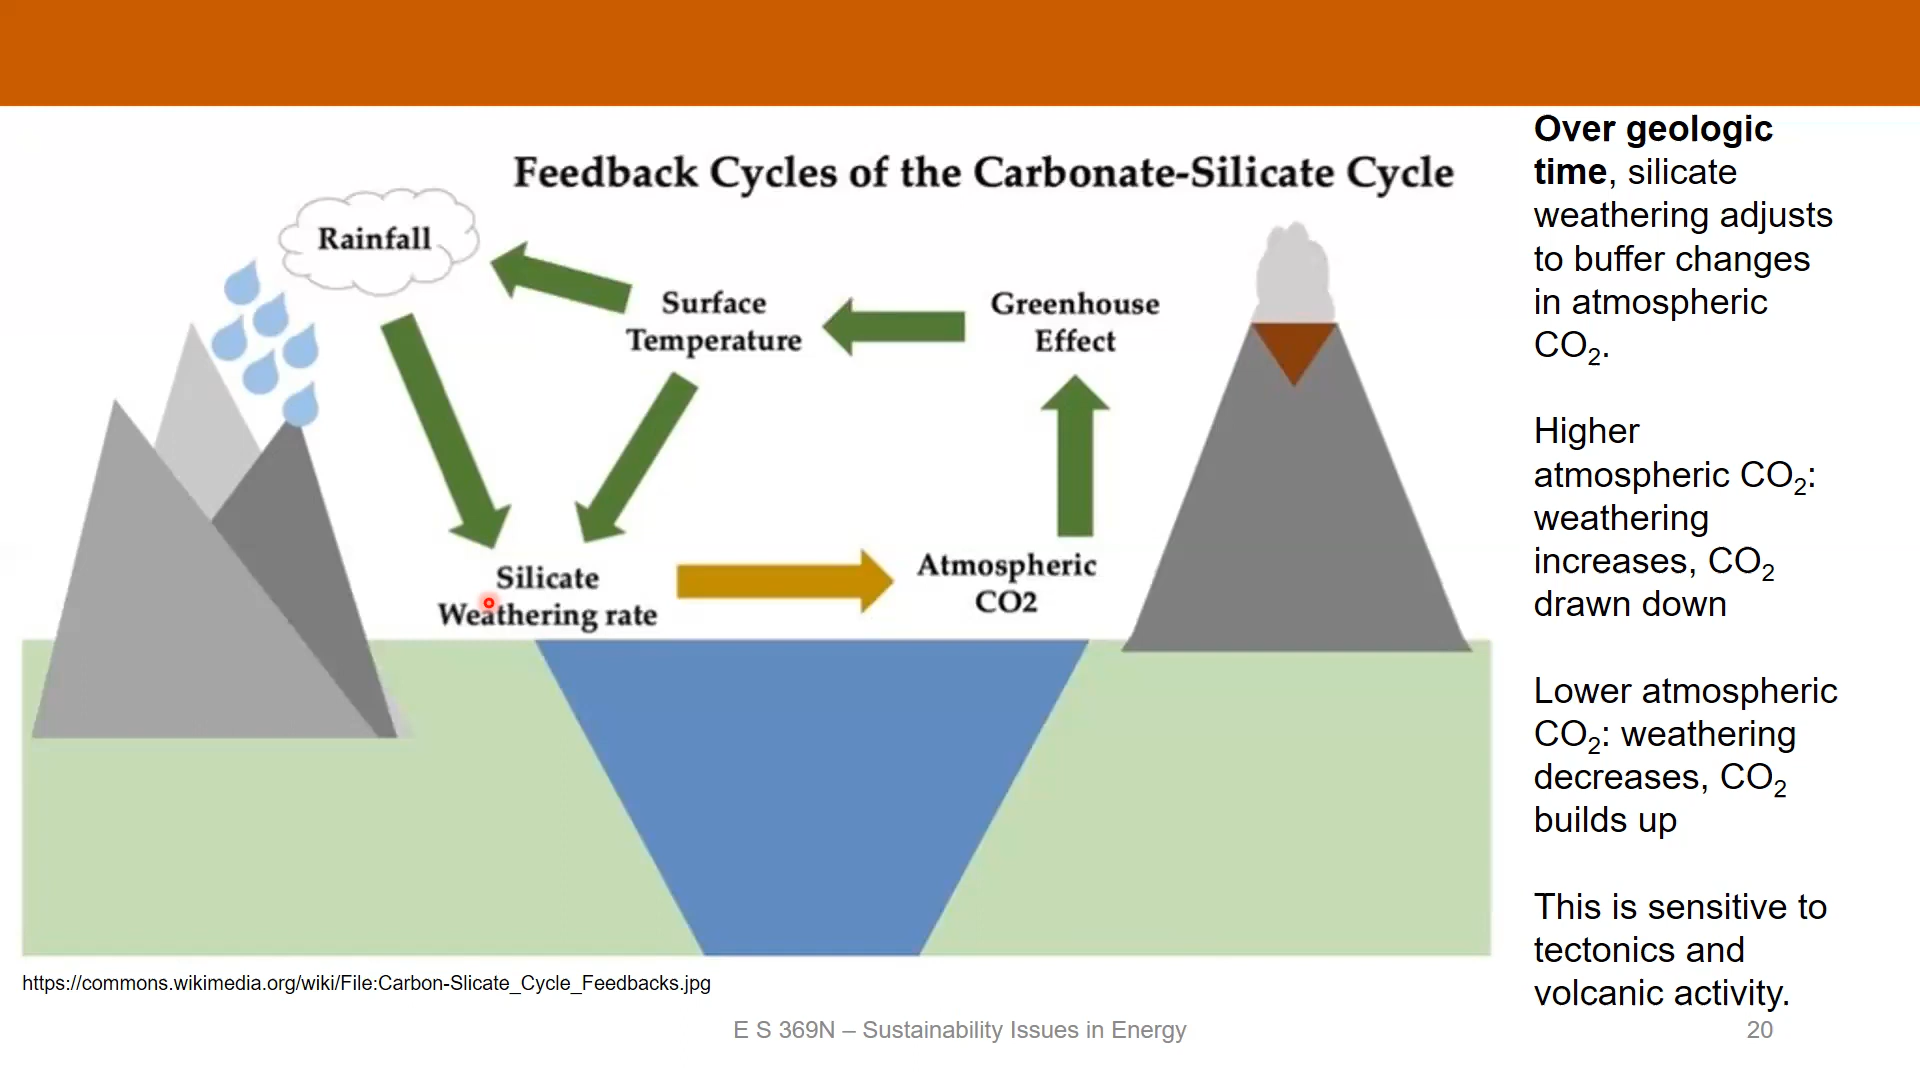 Feedback Cycles of the Carbonate-Silicate Cycle
Rainfall
Surface
Temperature
Greenhouse
Effect
Silicate
Weathering rate
Atmospheric
CO2
Over geologic
time, silicate
weathering adjusts
to buffer changes
in atmospheric
CO₂.
Higher
atmospheric CO₂:
weathering
increases, CO₂
drawn down
Lower atmospheric
CO₂: weathering
decreases, CO₂
builds up
This is sensitive to
tectonics and
volcanic activity.
https://commons.wikimedia.org/wiki/File:Carbon-Slicate_Cycle_Feedbacks.jpg
E S 369N – Sustainability Issues in Energy
20